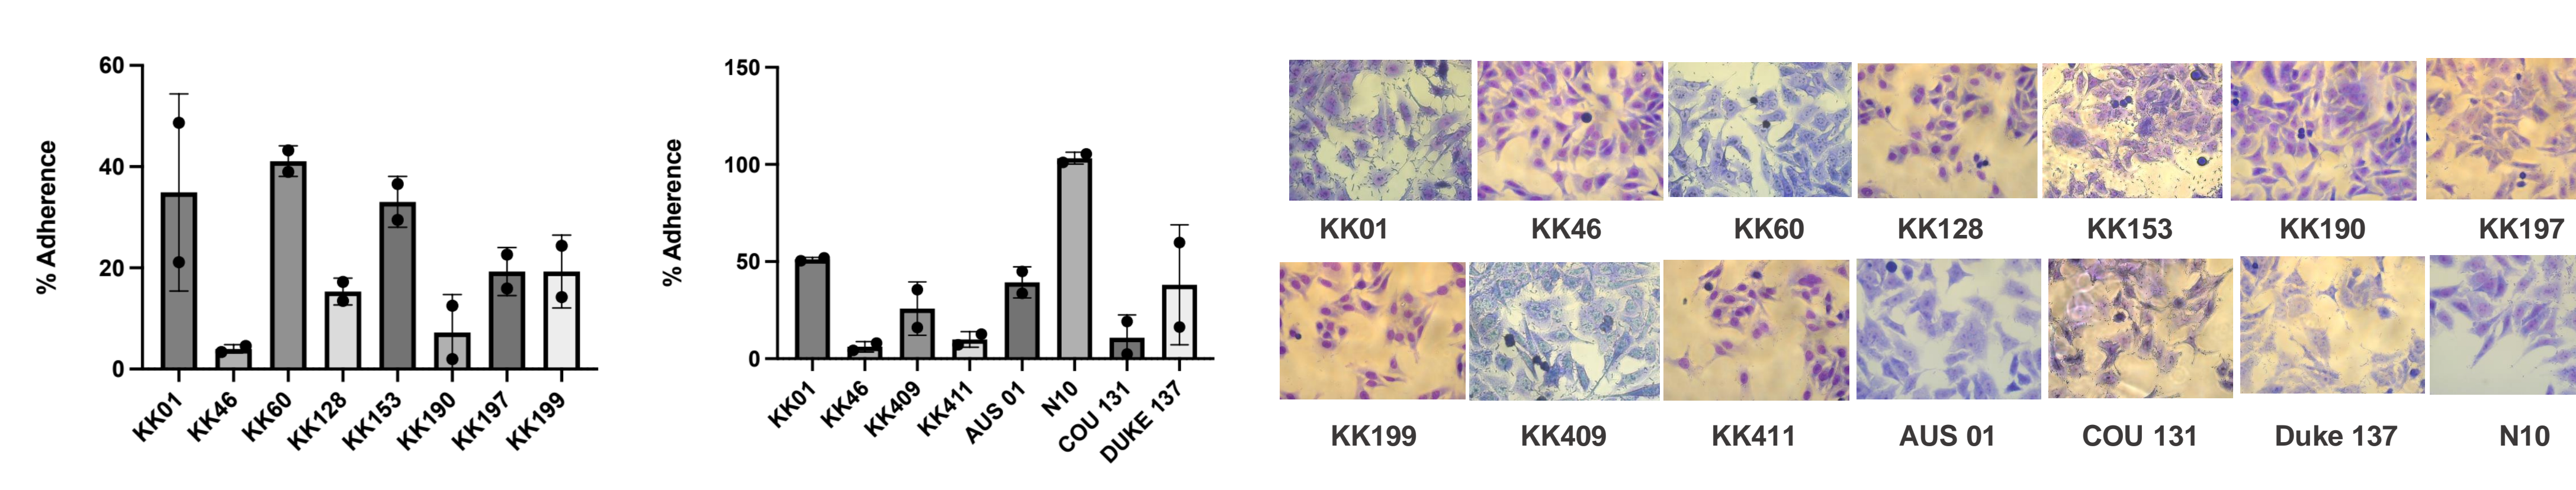 % Adherence
60
40
20
0
KK01
KK46
KK60
KK128
KK153
KK190
KK197
KK199
% Adherence
150
100
50
0
KK01
KK46
KK409
KK411
AUS 01
N10
COU 131
DUKE 137
KK01 KK46 KK60 KK128 KK153 KK190 KK197
KK199 KK409 KK411 AUS 01 COU 131 Duke 137 N10